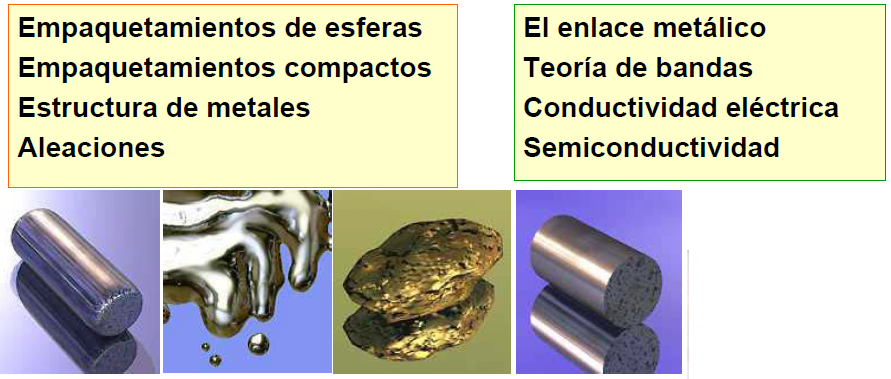 Empaquetamientos de esferas
Empaquetamientos compactos
Estructura de metales
Aleaciones
El enlace metálico
Teoría de bandas
Conductividad eléctrica
Semiconductividad